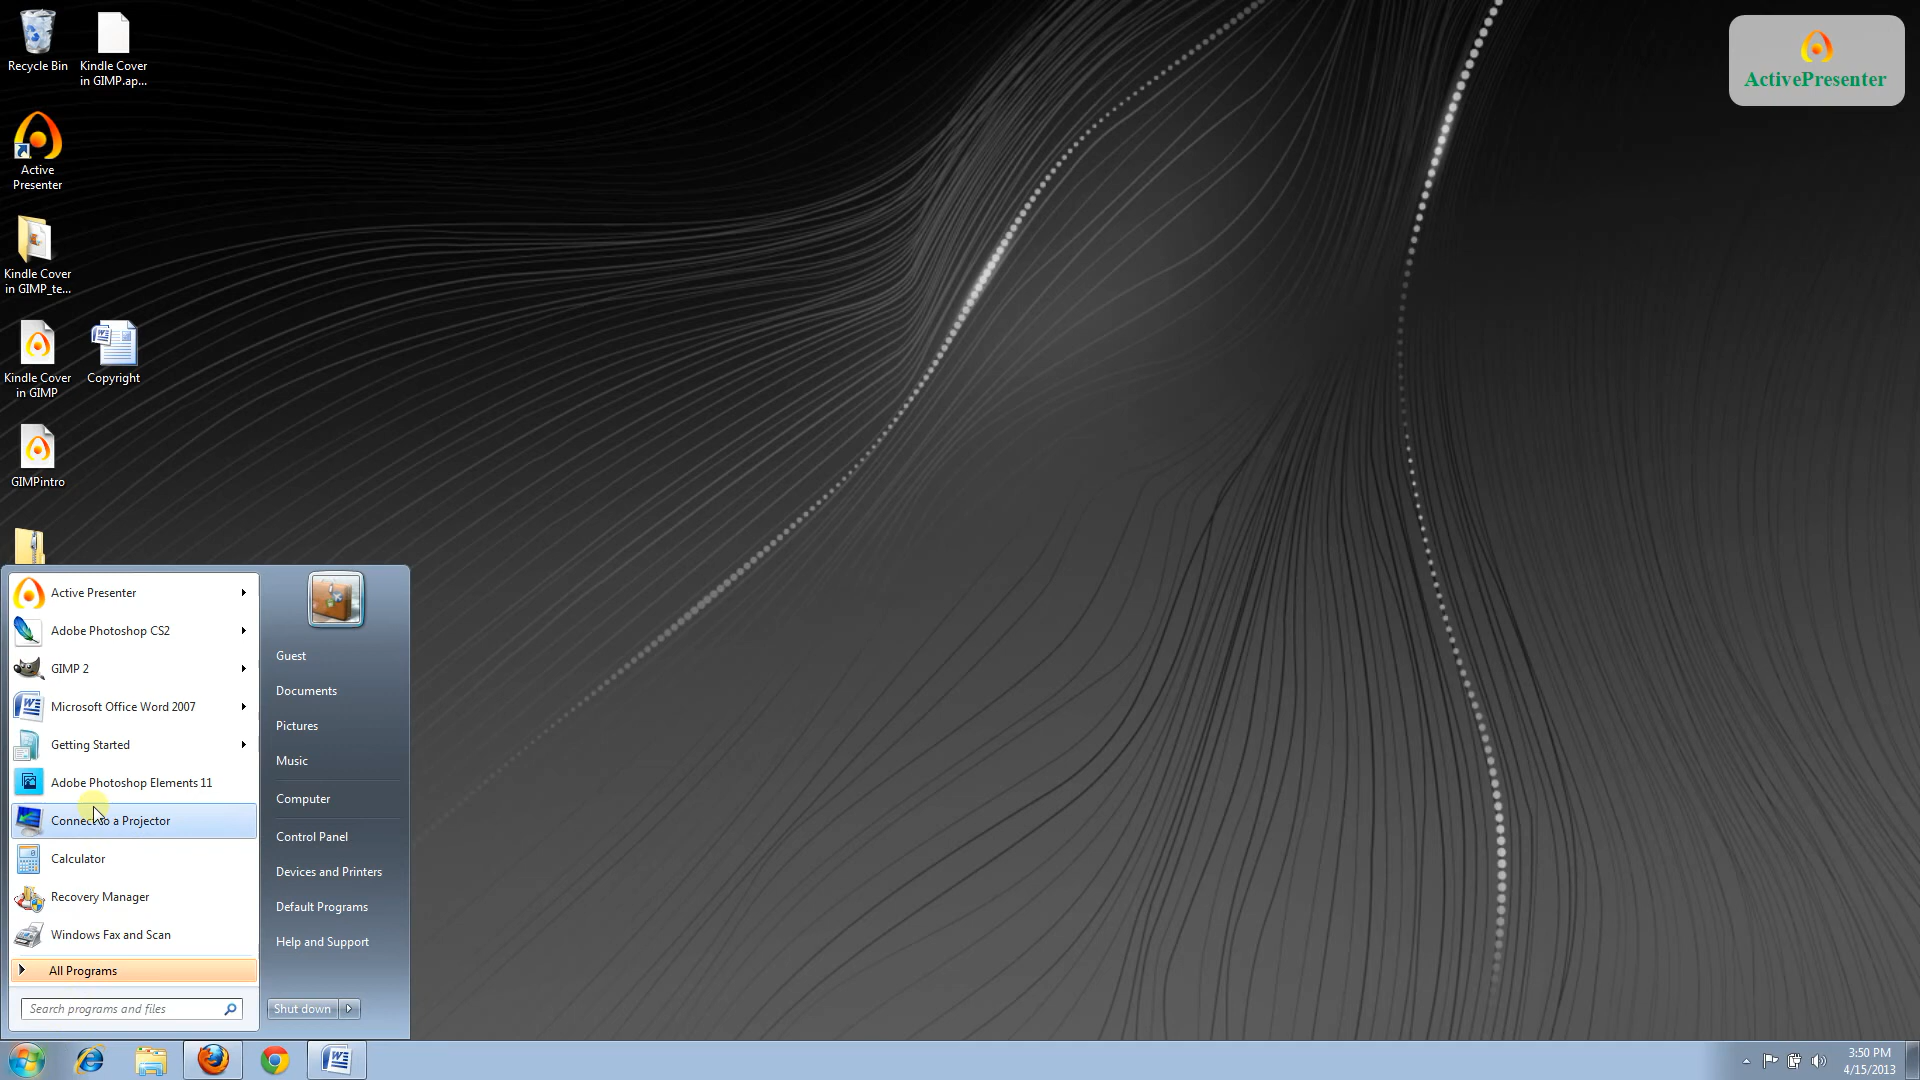 Recycle Bin
Kindle Cover
in GIMP.ap...
ActivePresenter
Active
Presenter
Kindle Cover
in GIMP_te...
Kindle Cover
in GIMP
Copyright
GIMPintro
Active Presenter
Adobe Photoshop CS2
GIMP 2
Microsoft Office Word 2007
Getting Started
Adobe Photoshop Elements 11
Connect to a Projector
Calculator
Recovery Manager
Windows Fax and Scan
All Programs
Search programs and files
Guest
Documents
Pictures
Music
Computer
Control Panel
Devices and Printers
Default Programs
Help and Support
Shut down
3:50 PM
4/15/2013